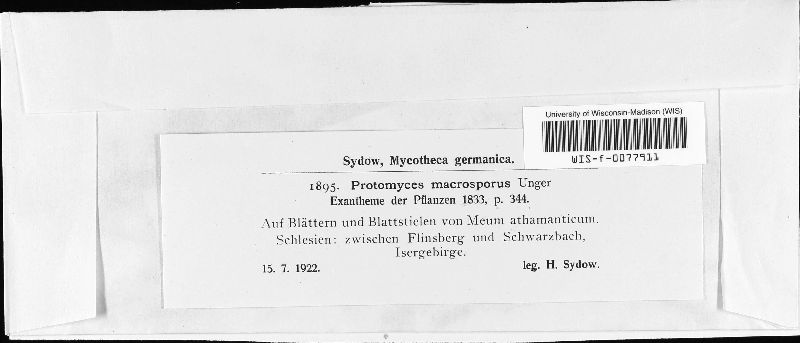 University of Wisconsin-Madison (WIS)
WIS-f-0077911
Sydow, Mycotheca germanica.
1895. Protomyces macrosporus Unger
Exantheme der Pflanzen 1833, p. 344.
Auf Blättern und Blattstielen von Meum athamanticum.
Schlesien: zwischen Flinsberg und Schwarzbach,
Isergebirge.
15. 7. 1922. leg. H. Sydow.